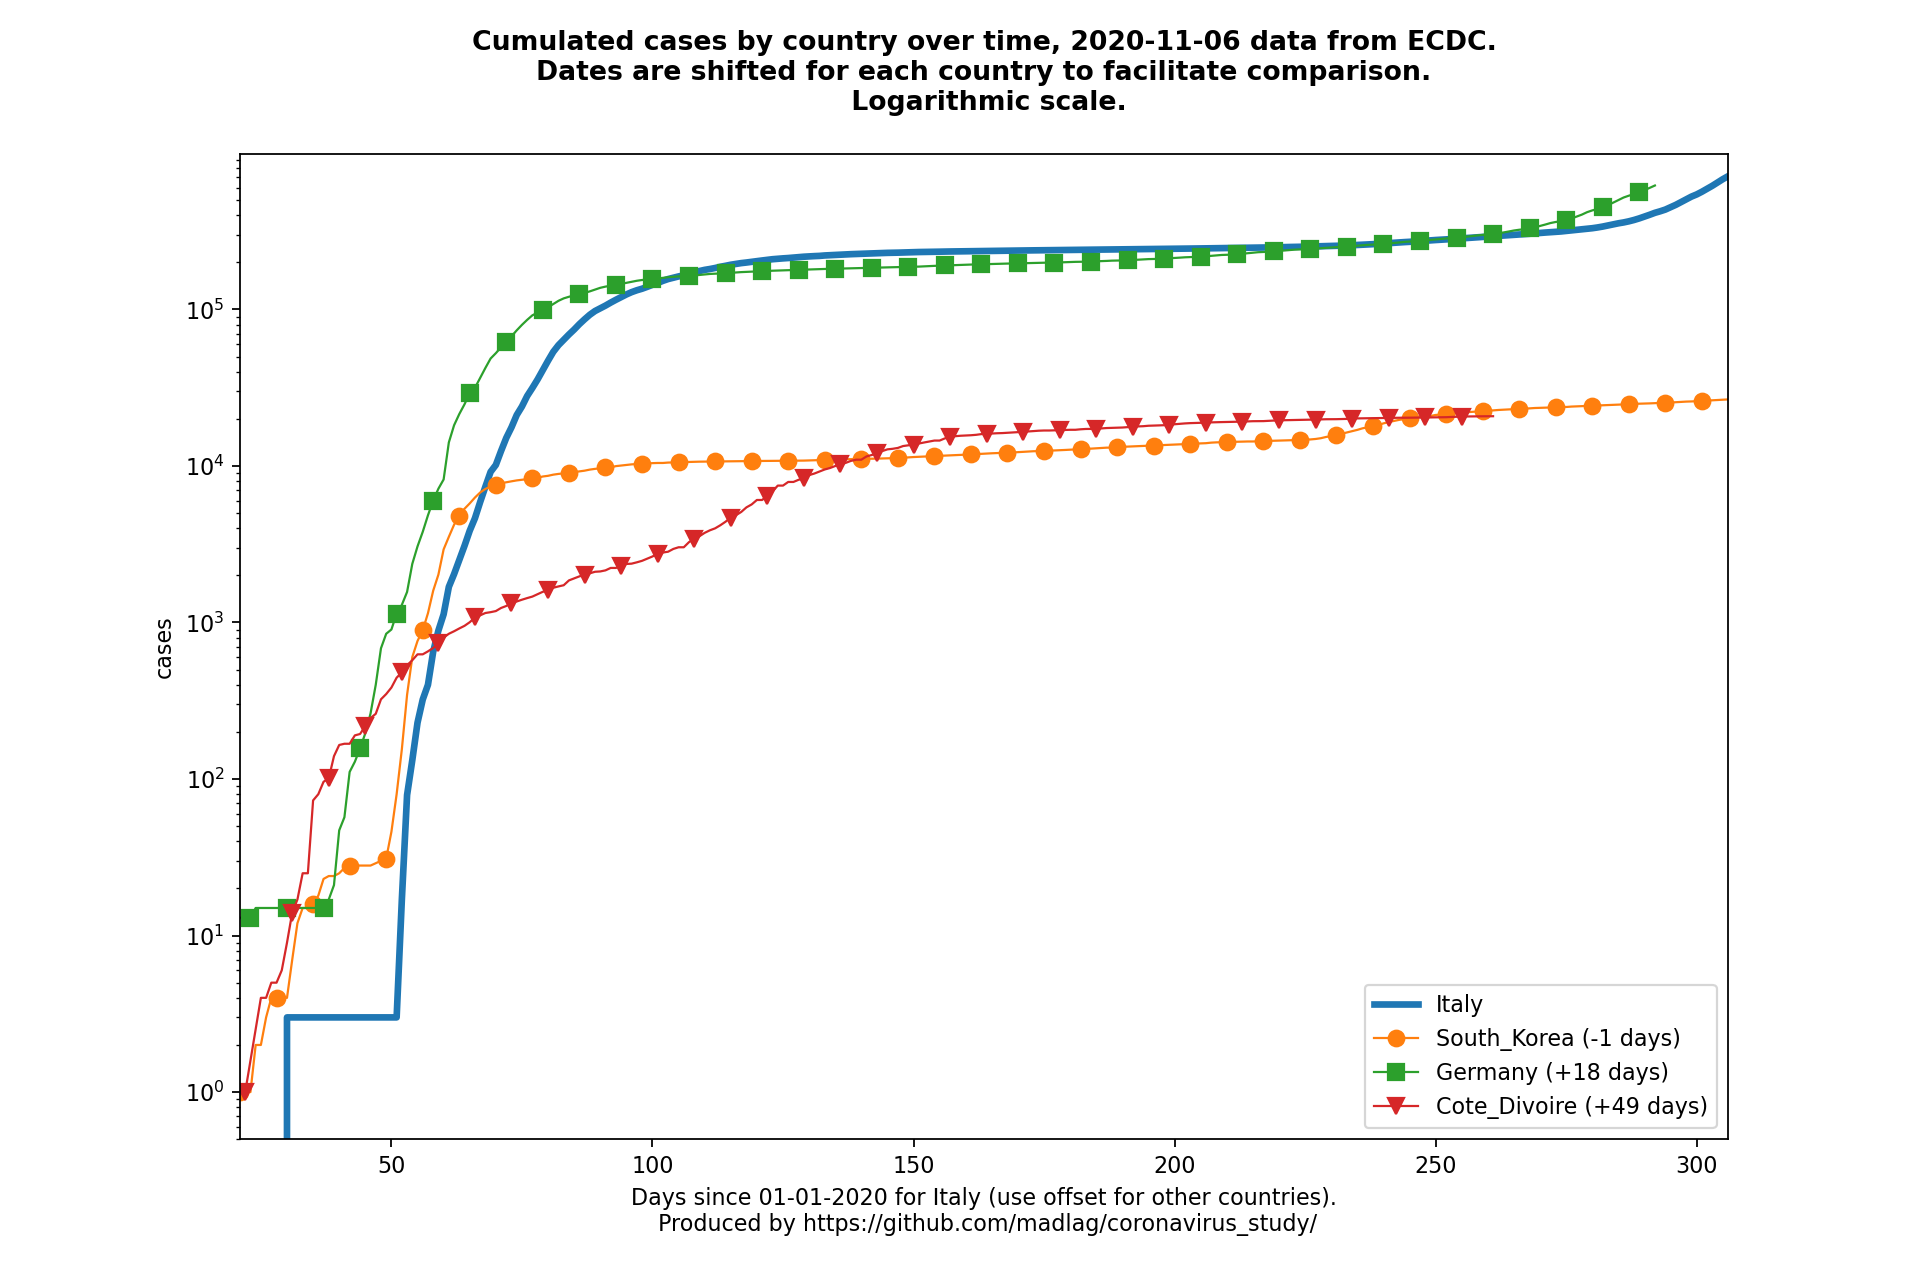 Cumulated cases by country over time, 2020-11-06 data from ECDC.
Dates are shifted for each country to facilitate comparison.
Logarithmic scale.
cases
10^5
10^4
10^3
10^2
10^1
10^0
50 100 150 200 250 300
Italy
South_Korea (-1 days)
Germany (+18 days)
Cote_Divoire (+49 days)
Days since 01-01-2020 for Italy (use offset for other countries).
Produced by https://github.com/madlag/coronavirus_study/